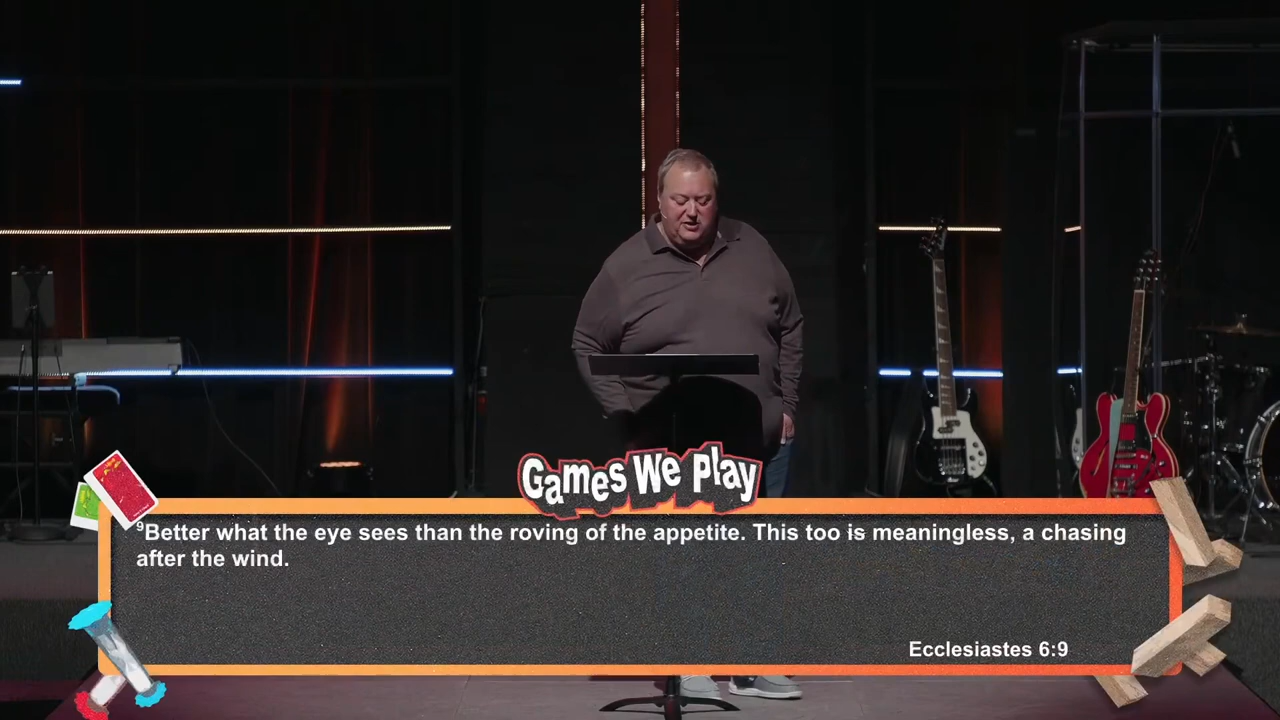 Games We Play
⁹Better what the eye sees than the roving of the appetite. This too is meaningless, a chasing
after the wind.
Ecclesiastes 6:9